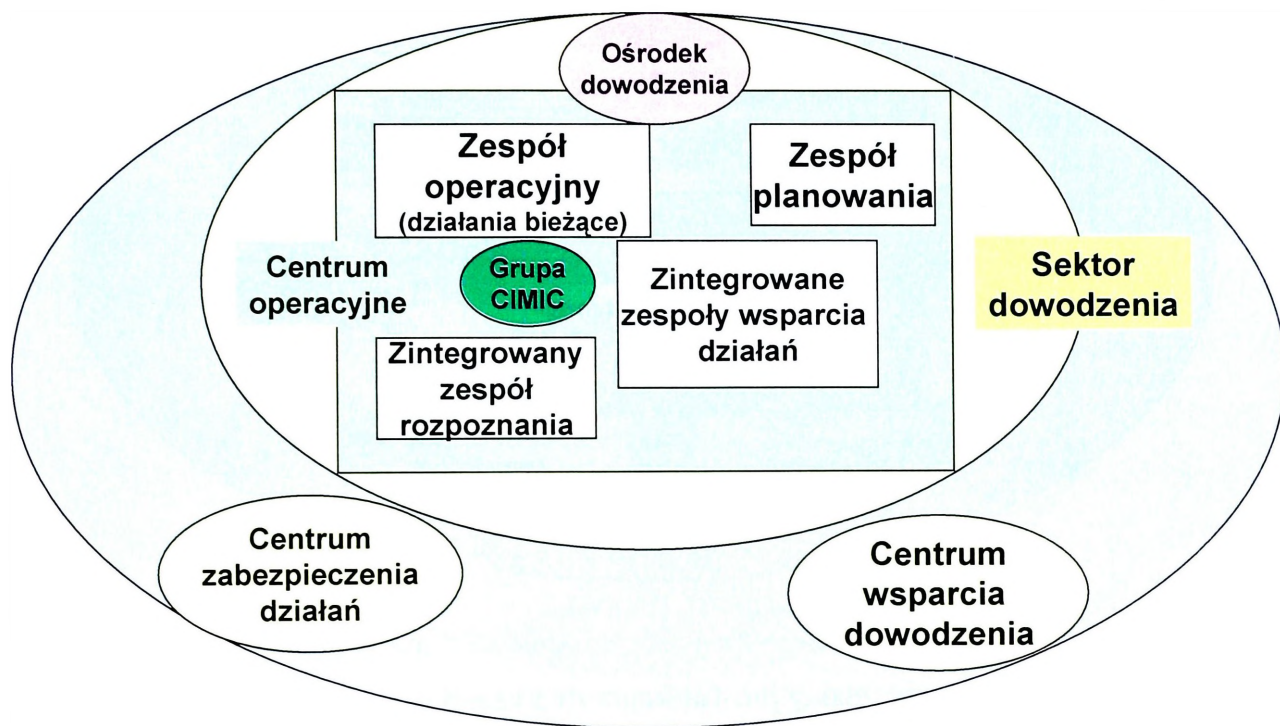 Ośrodek
dowodzenia
Zespół
operacyjny
(działania bieżące)
Zespół
planowania
Centrum
operacyjne
Grupa
CIMIC
Zintegrowane
zespoły wsparcia
działań
Sektor
dowodzenia
Zintegrowany
zespół
rozpoznania
Centrum
zabezpieczenia
działań
Centrum
wsparcia
dowodzenia